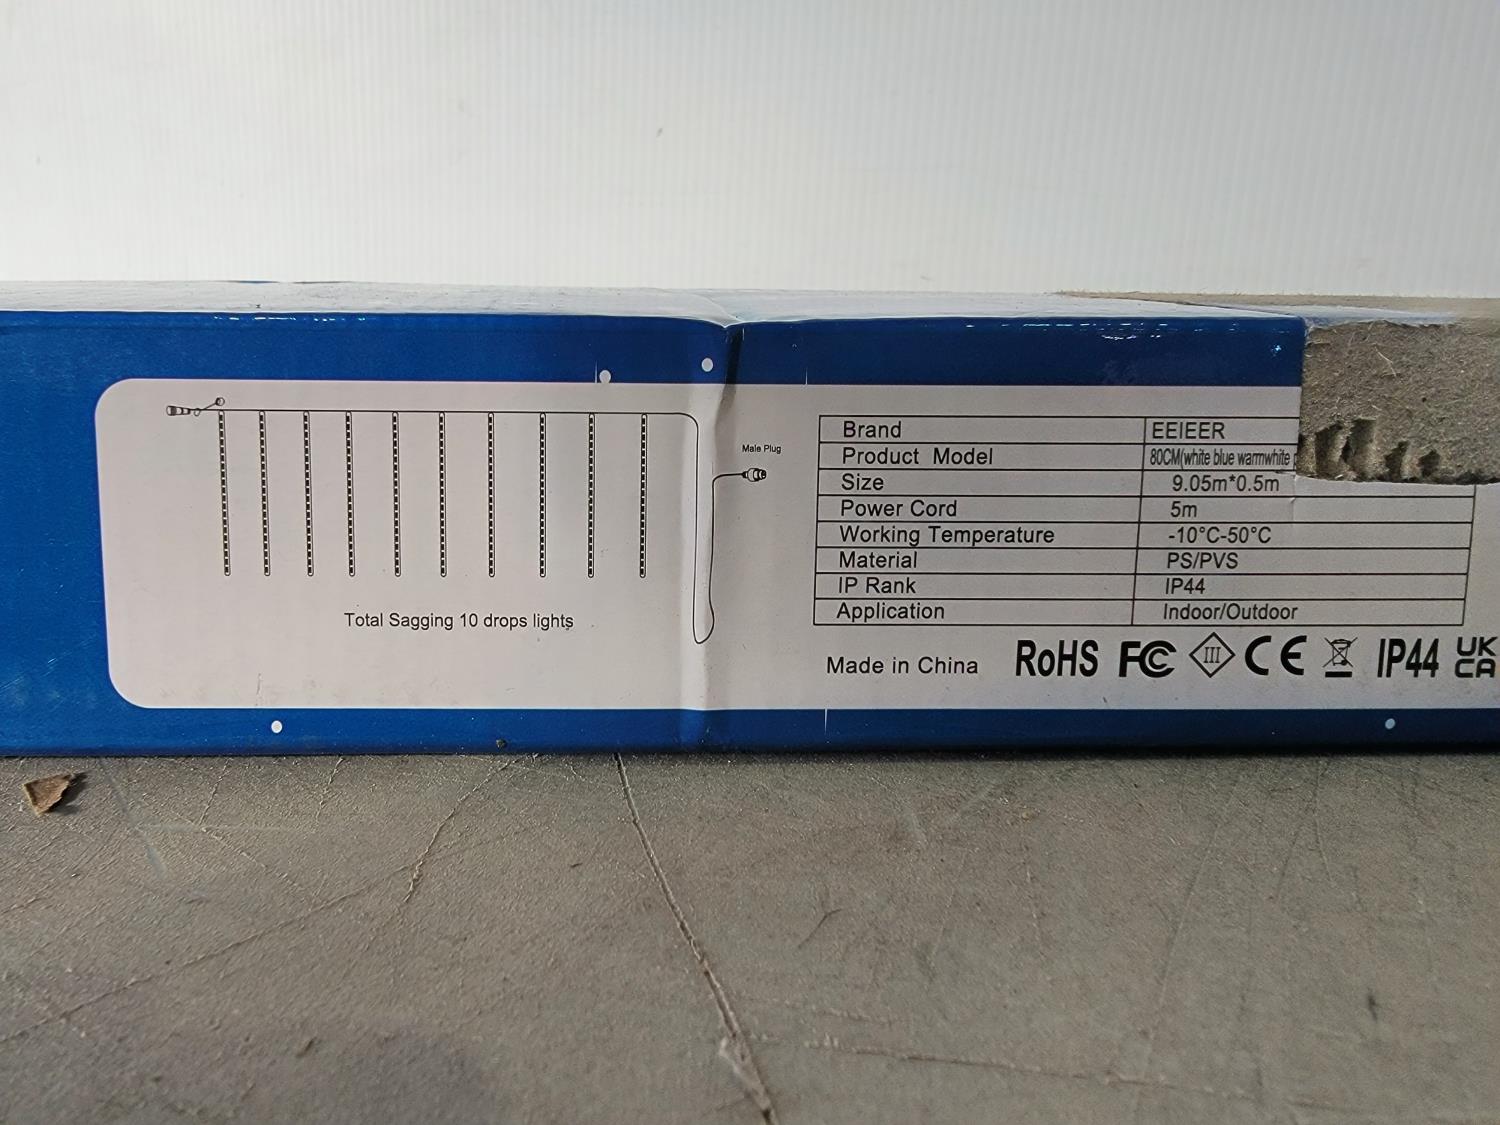 Male Plug
Total Sagging 10 drops lights
Brand EEIEER
Product Model 80CM(white blue warmwhite
Size 9.05m*0.5m
Power Cord 5m
Working Temperature -10°C-50°C
Material PS/PVS
IP Rank IP44
Application Indoor/Outdoor
Made in China RoHS FC III CE IP44 UK
CA